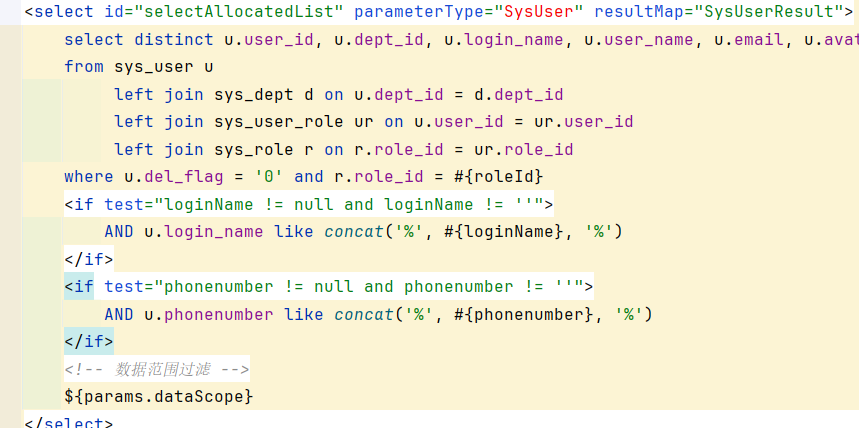 <select id="selectAllocatedList" parameterType="SysUser" resultMap="SysUserResult">
select distinct u.user_id, u.dept_id, u.login_name, u.user_name, u.email, u.avat
from sys_user u
left join sys_dept d on u.dept_id = d.dept_id
left join sys_user_role ur on u.user_id = ur.user_id
left join sys_role r on r.role_id = ur.role_id
where u.del_flag = '0' and r.role_id = #{roleId}
<if test="loginName != null and loginName != ''">
AND u.login_name like concat('%', #{loginName}, '%')
</if>
<if test="phonenumber != null and phonenumber != ''">
AND u.phonenumber like concat('%', #{phonenumber}, '%')
</if>
<!-- 数据范围过滤 -->
${params.dataScope}
</select>